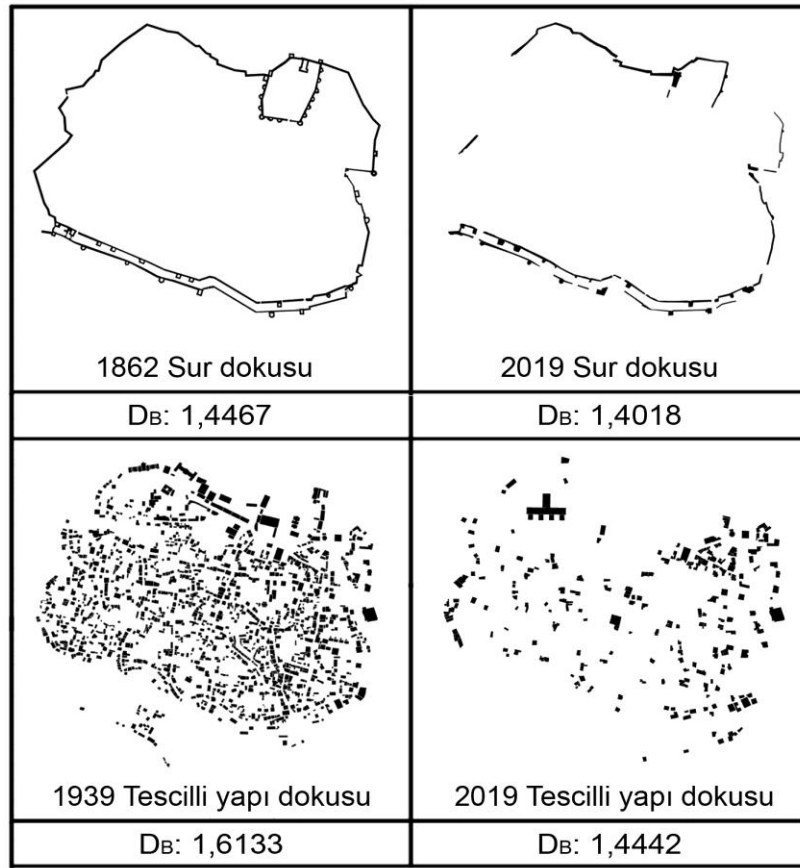 1862 Sur dokusu
2019 Sur dokusu
DB: 1,4467
DB: 1,4018
1939 Tescilli yapı dokusu
2019 Tescilli yapı dokusu
DB: 1,6133
DB: 1,4442